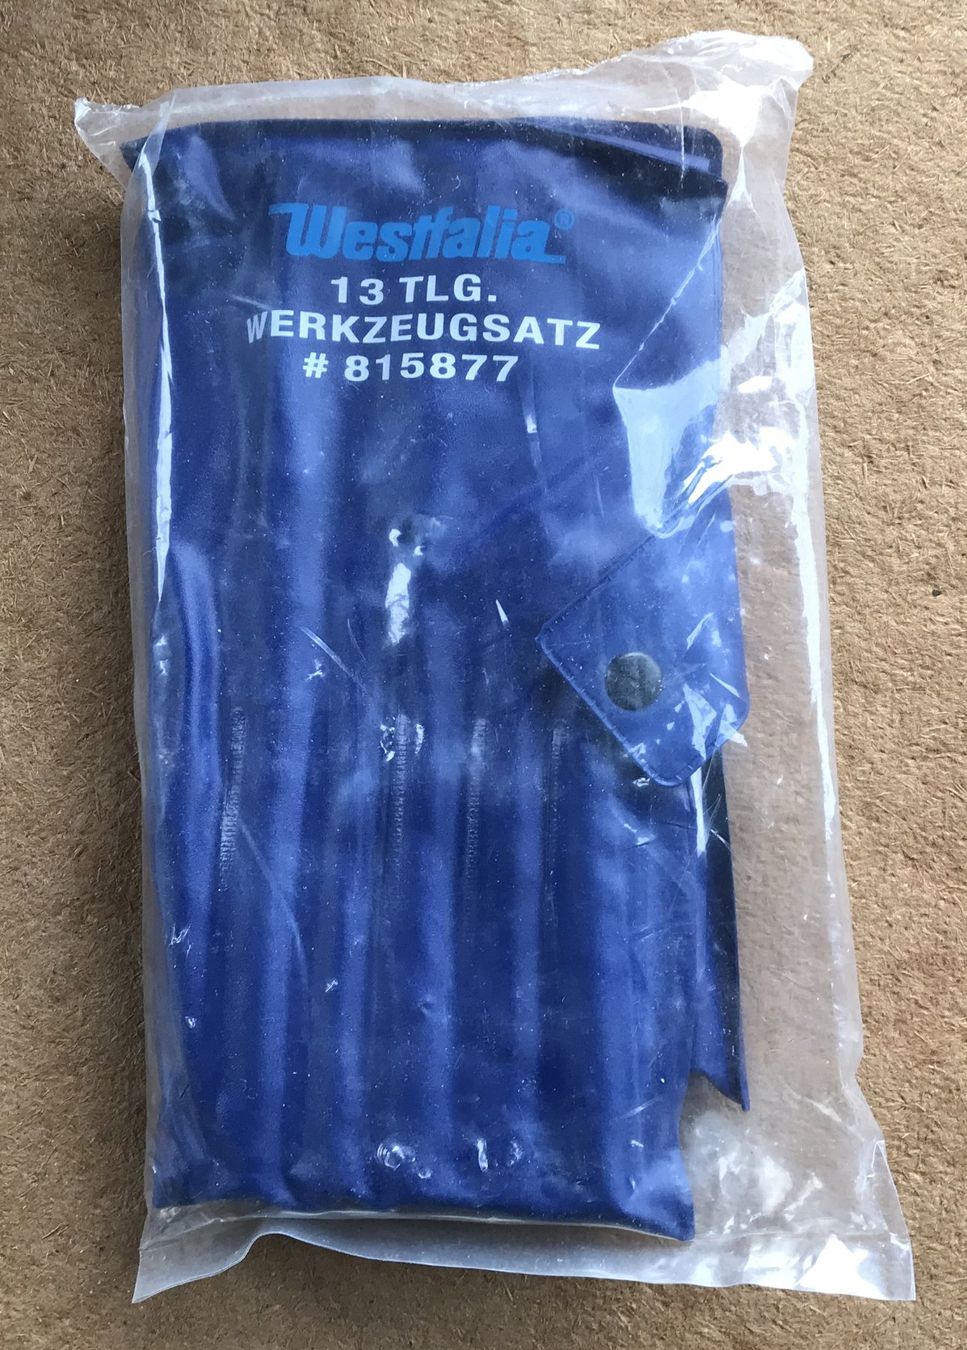 Westfalia®
13 TLG.
WERKZEUGSATZ
# 815877